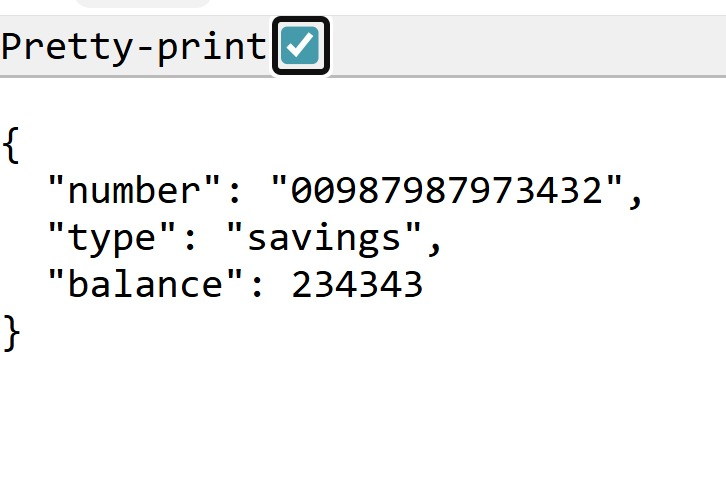 Pretty-print
{
  "number": "00987987973432",
  "type": "savings",
  "balance": 234343
}